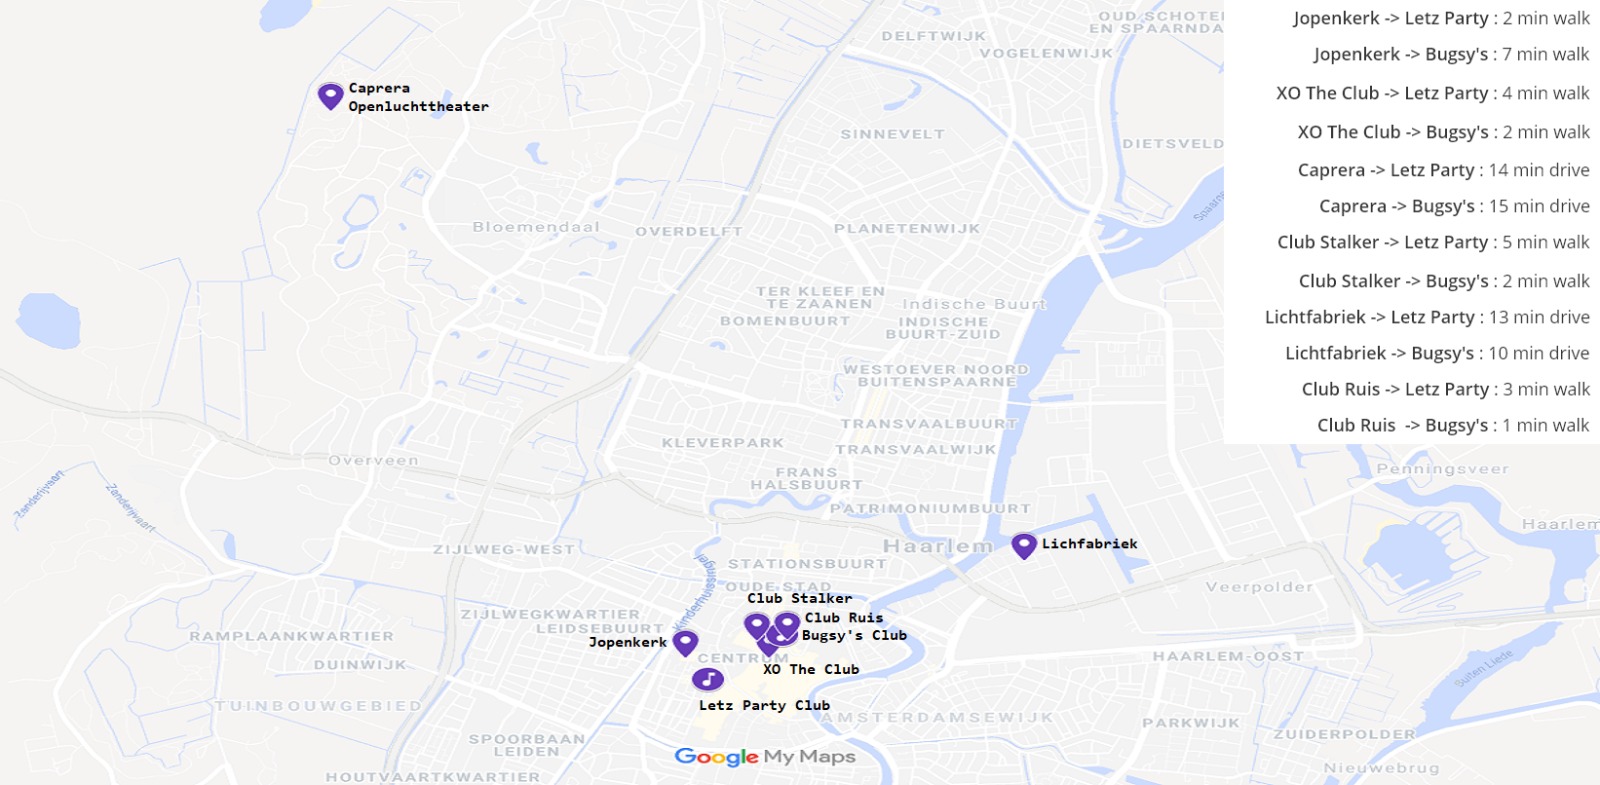 OUD SCHOTEN
EN SPAARNDA
DELFTWIJK
VOGELENWIJK
Jopenkerk -> Letz Party : 2 min walk
Jopenkerk -> Bugsy's : 7 min walk
XO The Club -> Letz Party : 4 min walk
XO The Club -> Bugsy's : 2 min walk
Caprera -> Letz Party : 14 min drive
Caprera -> Bugsy's : 15 min drive
Club Stalker -> Letz Party : 5 min walk
Club Stalker -> Bugsy's : 2 min walk
Lichtfabriek -> Letz Party : 13 min drive
Lichtfabriek -> Bugsy's : 10 min drive
Club Ruis -> Letz Party : 3 min walk
Club Ruis -> Bugsy's : 1 min walk
Caprera
Openluchttheater
SINNEVELT
DIETSVELD
Spaarne
Bloemendaal
OVERDELFT
PLANETENWIJK
TER KLEEF EN
TE ZAANEN
Indische Buurt
BOMENBUURT
INDISCHE
BUURT-ZUID
WESTOEVER NOORD
BUITENSPAARNE
TRANSVAALBUURT
KLEVERPARK
TRANSVAALWIJK
Overveen
FRANS
HALSBUURT
Penningsveer
Zanderijvaart
Zanderijvaart
PATRIMONIUMBUURT
Haarlem
ZIJLWEG-WEST
Haarlem
Lichfabriek
STATIONSBUURT
OUDE STAD
Veerpolder
Kinderhuissingel
Club Stalker
ZIJLWEGKWARTIER
LEIDSEBUURT
Club Ruis
Bugsy's Club
RAMPLAANKWARTIER
Jopenkerk
CENTRUM
XO The Club
HAARLEM-OOST
DUINWIJK
Buiten Liede
Letz Party Club
TUINBOUWGEBIED
AMSTERDAMSEWIJK
PARKWIJK
ZUIDERPOLDER
SPOORBAAN
LEIDEN
Google My Maps
Nieuwebrug
HOUTVAARTKWARTIER